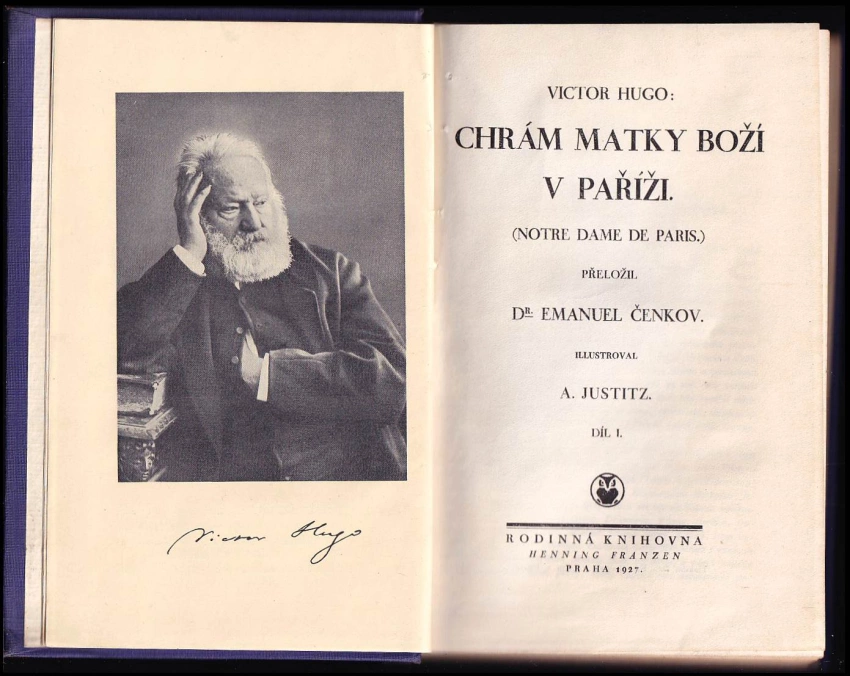 Victor Hugo
VICTOR HUGO:
CHRÁM MATKY BOŽÍ
V PAŘÍŽI.
(NOTRE DAME DE PARIS.)
PŘELOŽIL
DR. EMANUEL ČENKOV.
ILLUSTROVAL
A. JUSTITZ.
DÍL I.
RODINNÁ KNIHOVNA
HENNING FRANZEN
PRAHA 1927.